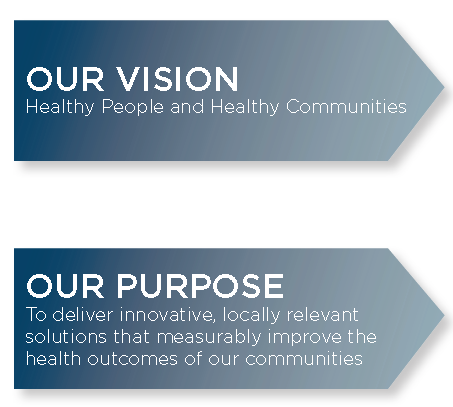 OUR VISION
Healthy People and Healthy Communities
OUR PURPOSE
To deliver innovative, locally relevant
solutions that measurably improve the
health outcomes of our communities